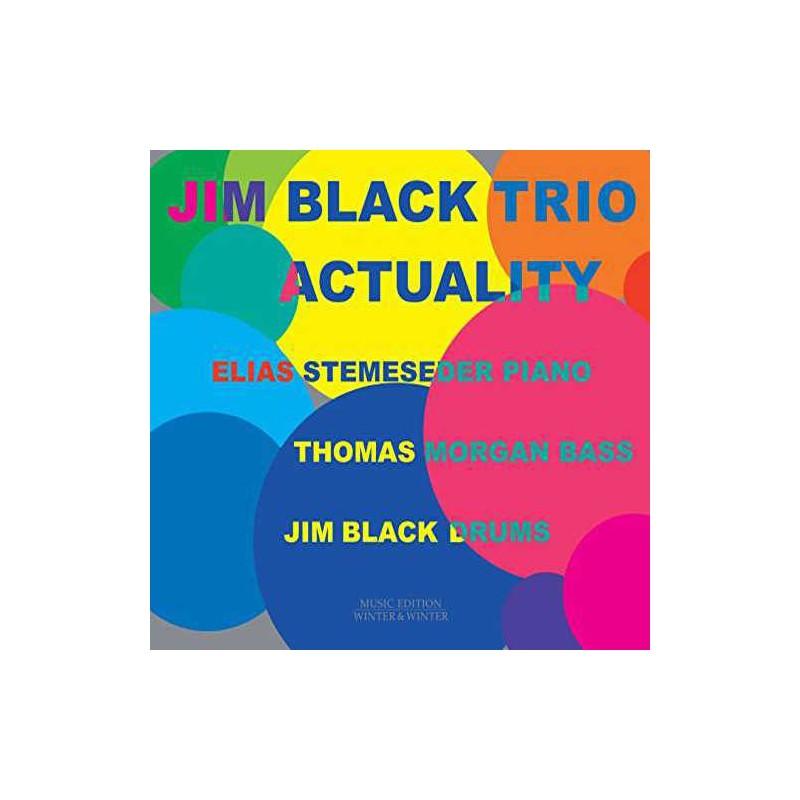 JIM BLACK TRIO
ACTUALITY
ELIAS STEMESEDER PIANO
THOMAS MORGAN BASS
JIM BLACK DRUMS
MUSIC EDITION
WINTER & WINTER